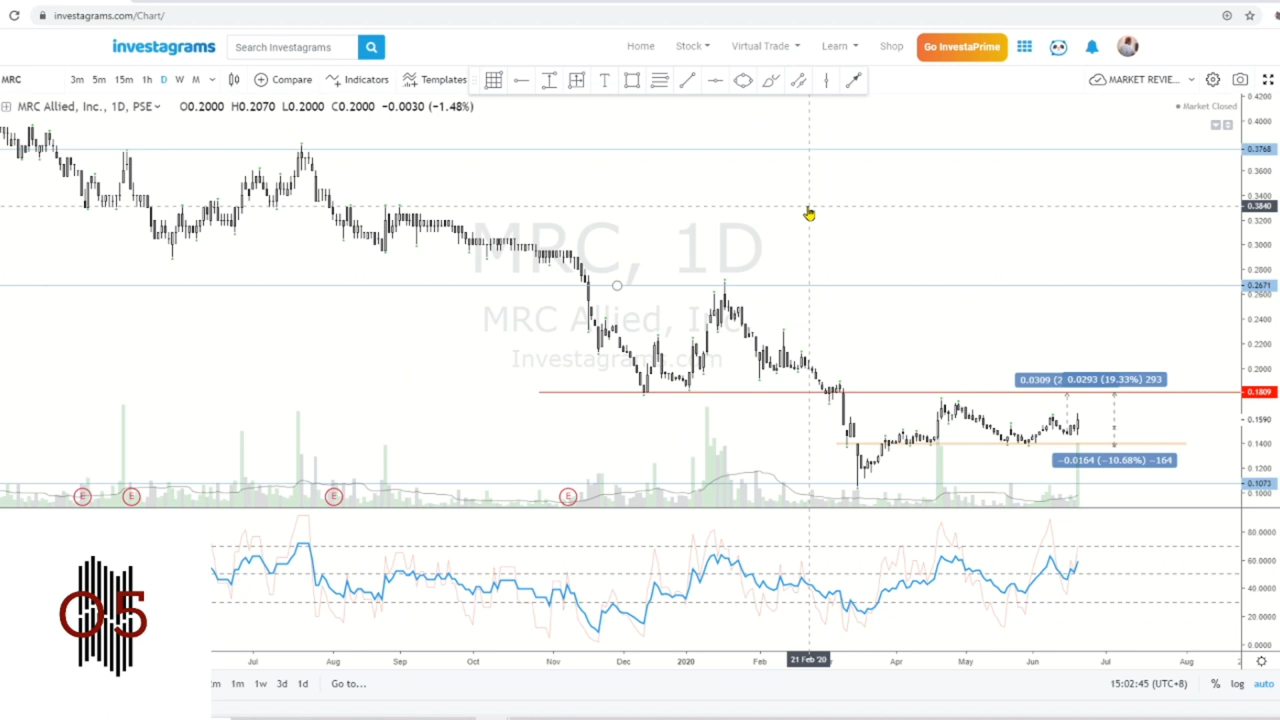 investagrams.com/Chart/
investagrams Search Investagrams Home Stock Virtual Trade Learn Shop Go InvestaPrime
MRC 3m 5m 15m 1h D W M Compare Indicators Templates MARKET REVIE...
MRC Allied, Inc., 1D, PSE O0.2000 H0.2070 L0.2000 C0.2000 -0.0030 (-1.48%)
0.4200
Market Closed
0.4000
0.3768
0.3600
0.3400
0.3840
0.3200
MRC, 1D
0.3000
0.2800
0.2671
0.2600
MRC Allied, Inc
0.2400
0.2200
Investagrams.com
0.2000
0.0309 (2 0.0293 (19.33%) 293
0.1809
0.1590
0.1400
-0.0164 (-10.68%) -164
0.1200
0.1073
0.1000
E E E E
80.0000
60.0000
40.0000
20.0000
0.0000
05
Jul Aug Sep Oct Nov Dec 2020 Feb 21 Feb '20 Apr May Jun Jul Aug 2
1m 1w 3d 1d Go to... 15:02:45 (UTC+8) % log auto